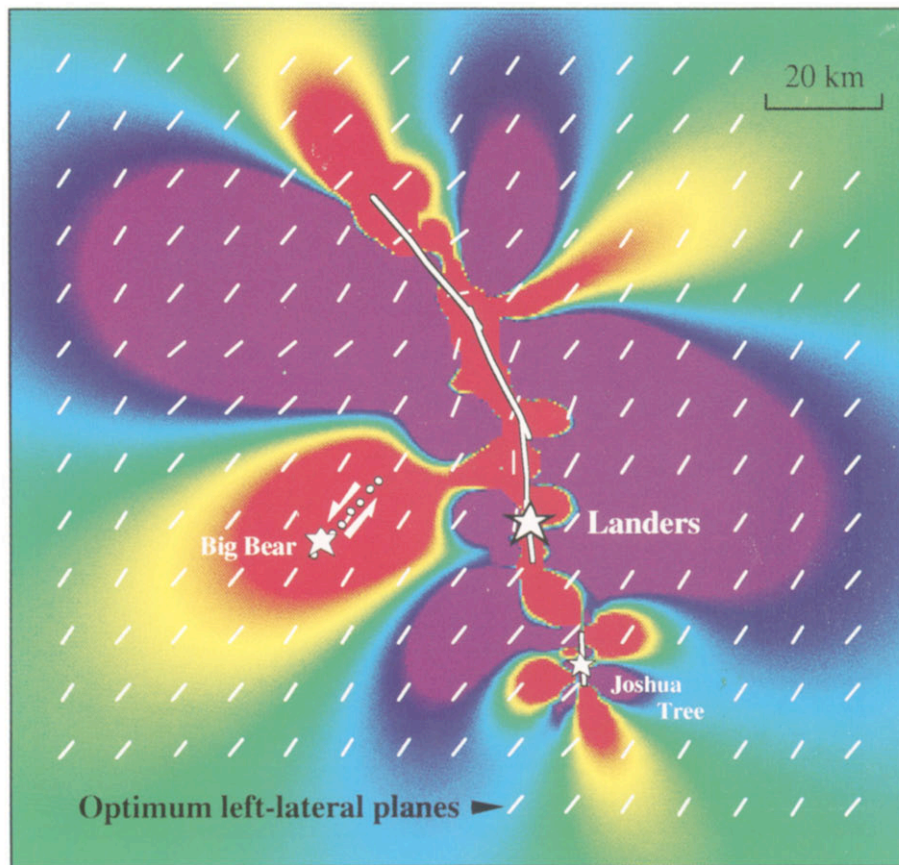 20 km
Landers
Big Bear
Joshua
Tree
Optimum left-lateral planes